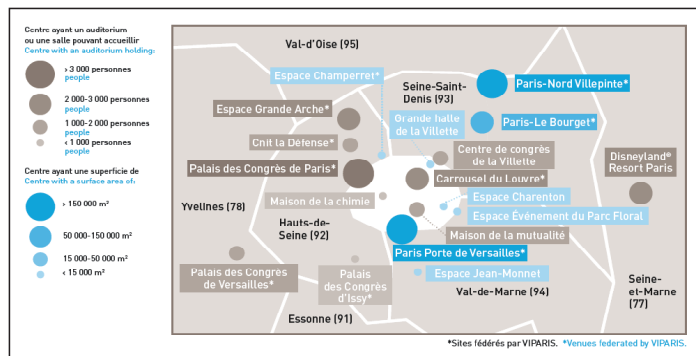 Centre ayant un auditorium
ou une salle pouvant accueillir
Centre with an auditorium holding:
> 3 000 personnes
people
2 000-3 000 personnes
people
1 000-2 000 personnes
people
< 1 000 personnes
people
Centre ayant une superficie de
Centre with a surface area of:
> 150 000 m²
50 000-150 000 m²
15 000-50 000 m²
< 15 000 m²
Val-d'Oise (95)
Espace Champerret*
Seine-Saint-
Denis (93)
Paris-Nord Villepinte*
Espace Grande Arche*
Grande halle
de la Villette
Paris-Le Bourget*
Cnit la Défense*
Centre de congrès
de la Villette
Disneyland®
Resort Paris
Palais des Congrès de Paris*
Carrousel du Louvre*
Maison de la chimie
Espace Charenton
Yvelines (78)
Espace Événement du Parc Floral
Hauts-de-
Seine (92)
Maison de la mutualité
Paris Porte de Versailles*
Palais des Congrès
de Versailles*
Palais
des Congrès
d'Issy*
Espace Jean-Monnet
Val-de-Marne (94)
Seine-
et-Marne
(77)
Essonne (91)
*Sites fédérés par VIPARIS. *Venues federated by VIPARIS.